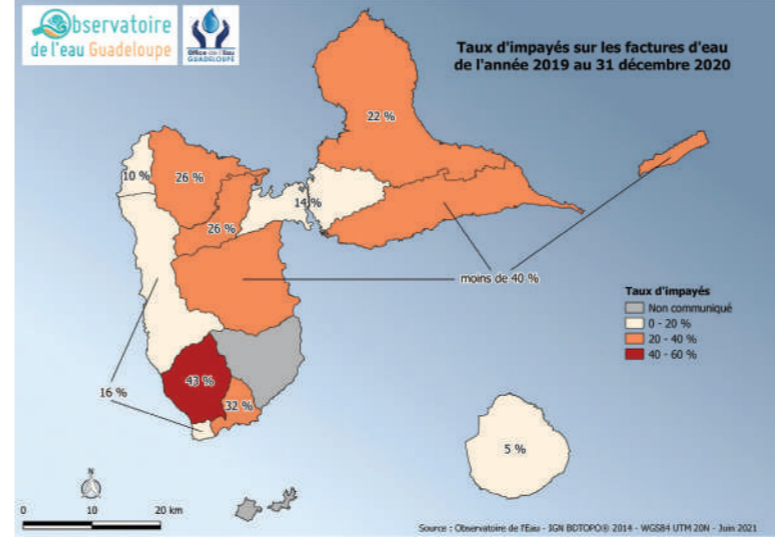 Observatoire
de l'eau Guadeloupe
Office de l'Eau
GUADELOUPE
Taux d'impayés sur les factures d'eau
de l'année 2019 au 31 décembre 2020
22 %
10 %
26 %
14 %
26 %
moins de 40 %
Taux d'impayés
Non communiqué
0 - 20 %
20 - 40 %
40 - 60 %
43 %
16 %
32 %
5 %
N
0 10 20 km
Source : Observatoire de l'Eau - IGN BDTOPO® 2014 - WGS84 UTM 20N - Juin 2021